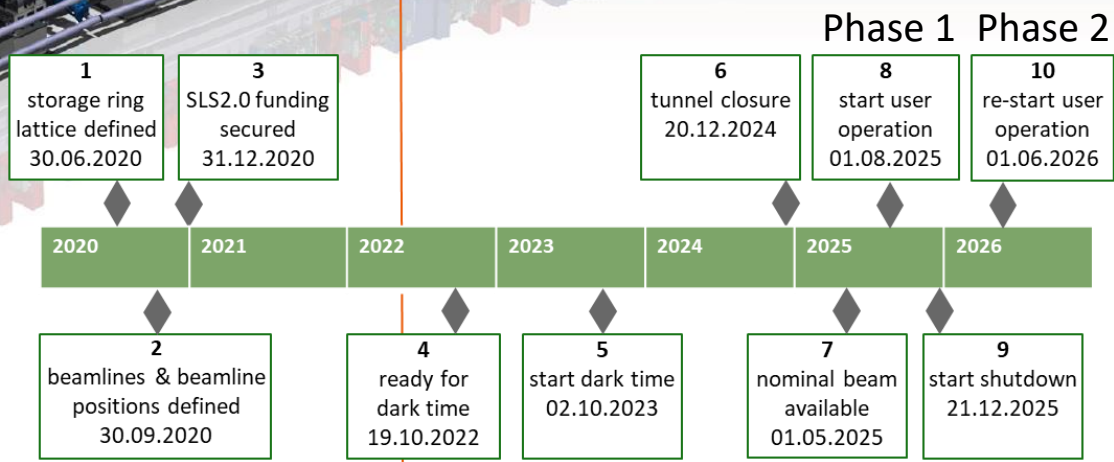 Phase 1 Phase 2
1
storage ring
lattice defined
30.06.2020
3
SLS2.0 funding
secured
31.12.2020
6
tunnel closure
20.12.2024
8
start user
operation
01.08.2025
10
re-start user
operation
01.06.2026
2020 2021 2022 2023 2024 2025 2026
2
beamlines & beamline
positions defined
30.09.2020
4
ready for
dark time
19.10.2022
5
start dark time
02.10.2023
7
nominal beam
available
01.05.2025
9
start shutdown
21.12.2025